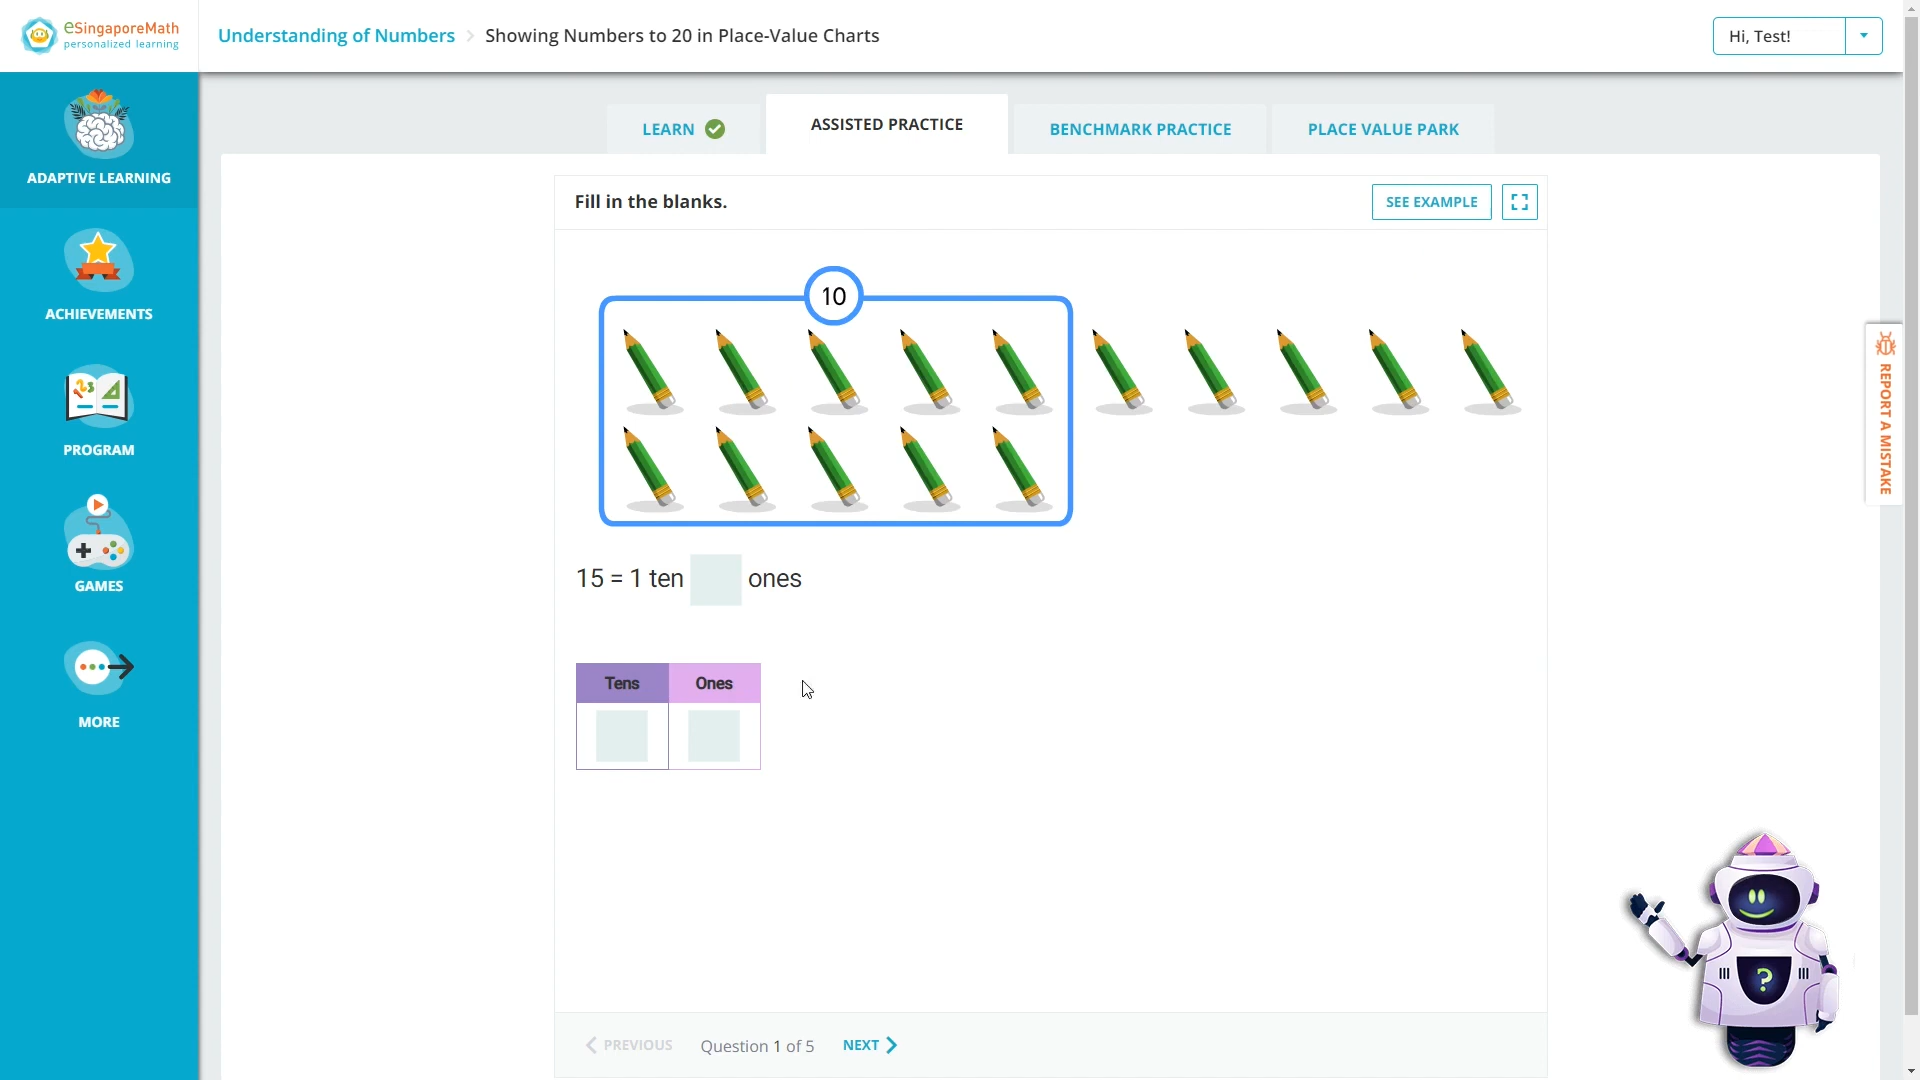 eSingaporeMath
personalized learning
Understanding of Numbers > Showing Numbers to 20 in Place-Value Charts
Hi, Test!
ADAPTIVE LEARNING
ACHIEVEMENTS
PROGRAM
GAMES
MORE
LEARN
ASSISTED PRACTICE
BENCHMARK PRACTICE
PLACE VALUE PARK
Fill in the blanks.
SEE EXAMPLE
10
15 = 1 ten ones
Tens Ones
REPORT A MISTAKE
?
PREVIOUS Question 1 of 5 NEXT